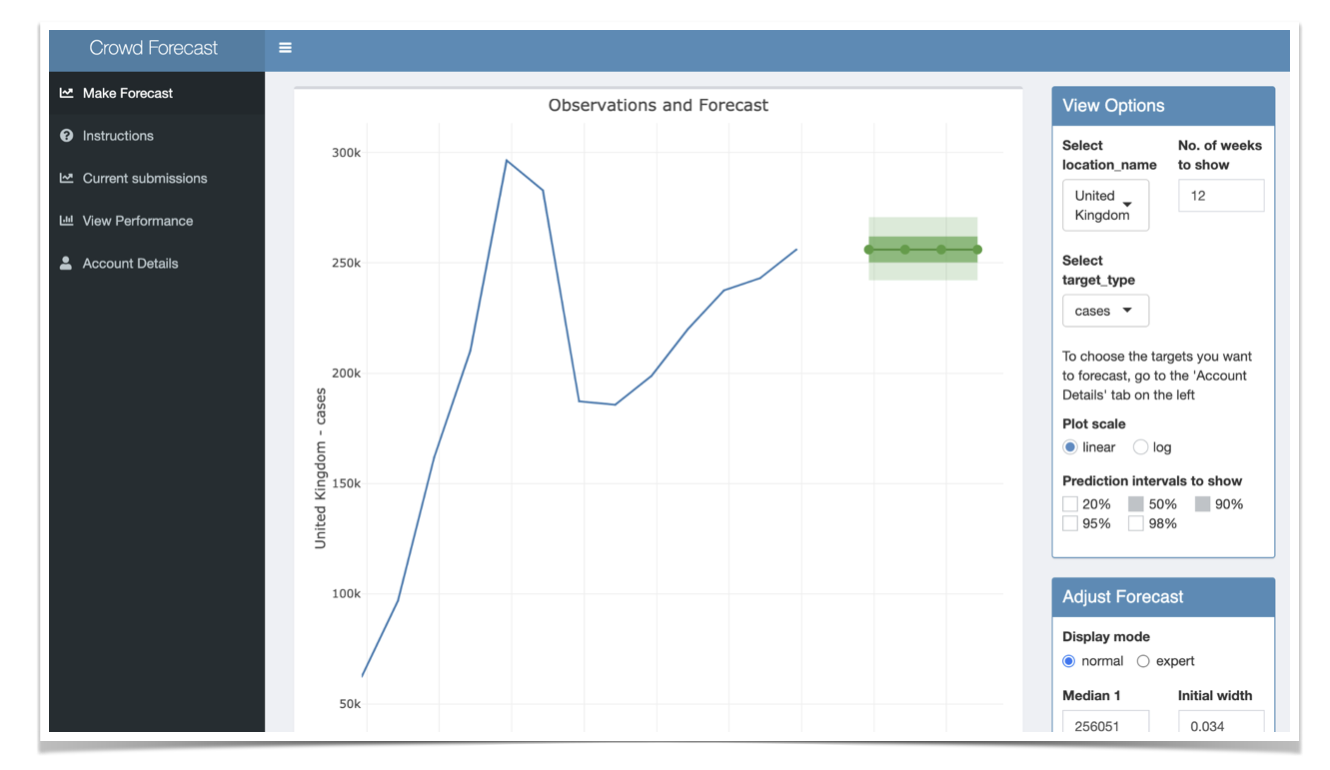 Crowd Forecast
Make Forecast
Instructions
Current submissions
View Performance
Account Details
Observations and Forecast
300k
250k
200k
150k
100k
50k
United Kingdom - cases
View Options
Select
location_name
No. of weeks
to show
United
Kingdom
12
Select
target_type
cases
To choose the targets you want
to forecast, go to the 'Account
Details' tab on the left
Plot scale
linear log
Prediction intervals to show
20% 50% 90%
95% 98%
Adjust Forecast
Display mode
normal expert
Median 1 Initial width
256051 0.034